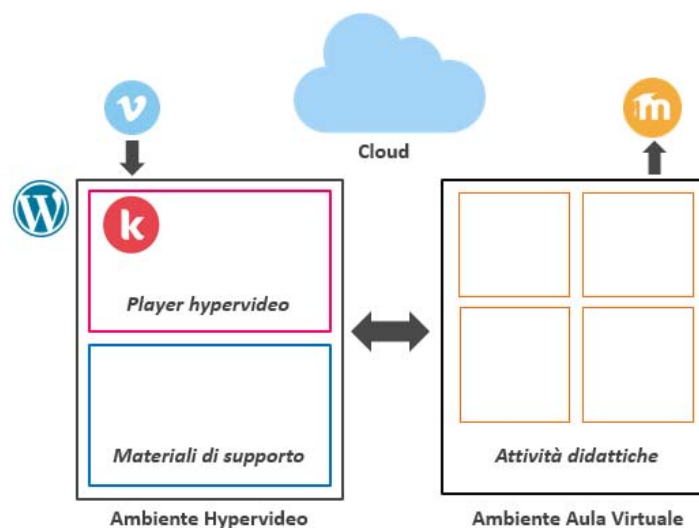 v
m
Cloud
W
k
Player hypervideo
Materiali di supporto
Attività didattiche
Ambiente Hypervideo
Ambiente Aula Virtuale